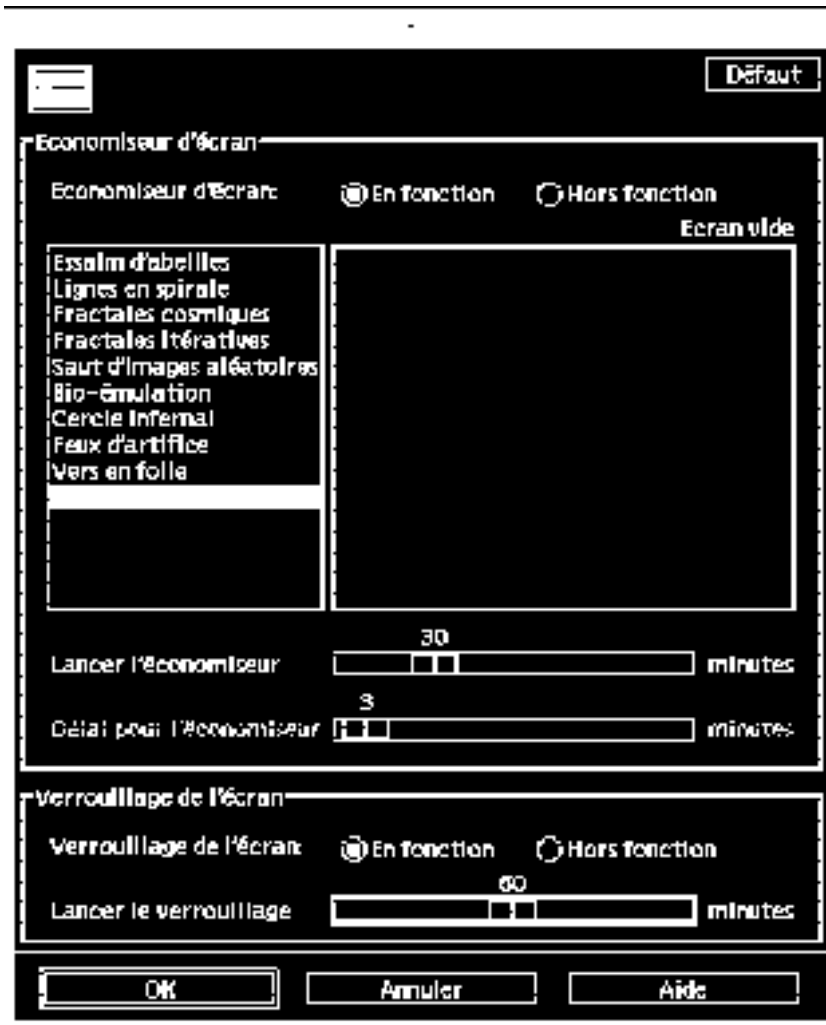 Défaut
Economiseur d'écran
Economiseur d'écran: En fonction Hors fonction
Ecran vide
Essaim d'abeilles
Lignes en spirale
Fractales cosmiques
Fractales itératives
Saut d'images aléatoires
Bio-émulation
Cercle infernal
Feux d'artifice
Vers en folie
30
Lancer l'économiseur minutes
3
Délai pour l'économiseur minutes
Verrouillage de l'écran
Verrouillage de l'écran: En fonction Hors fonction
60
Lancer le verrouillage minutes
OK Annuler Aide